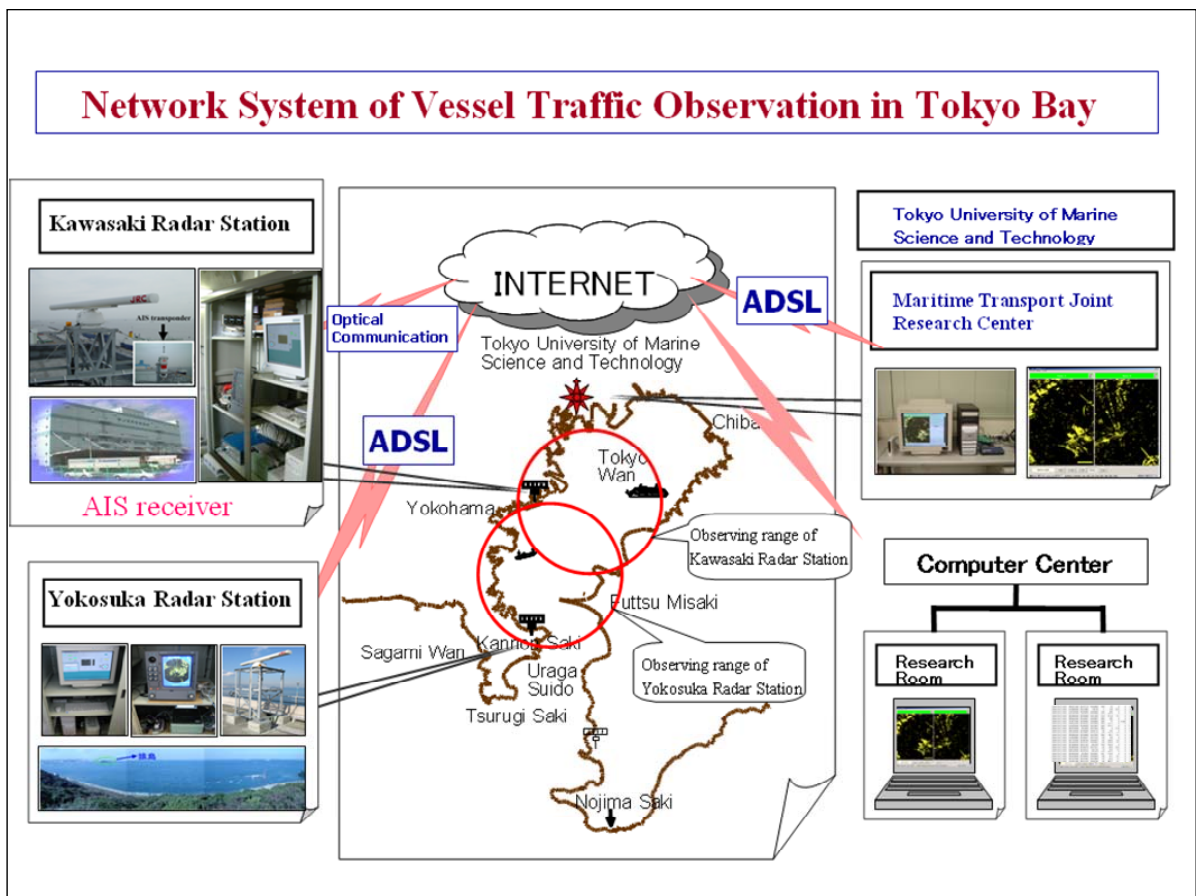 Network System of Vessel Traffic Observation in Tokyo Bay
Kawasaki Radar Station
JRC
AIS transponder
AIS receiver
Yokosuka Radar Station
猿島
INTERNET
Optical
Communication
ADSL
ADSL
Tokyo University of Marine
Science and Technology
Chiba
Tokyo
Wan
Yokohama
Observing range of
Kawasaki Radar Station
Futtsu Misaki
Kannon Saki
Sagami Wan
Uraga
Suido
Observing range of
Yokosuka Radar Station
Tsurugi Saki
Nojima Saki
Tokyo University of Marine
Science and Technology
Maritime Transport Joint
Research Center
Computer Center
Research
Room
Research
Room